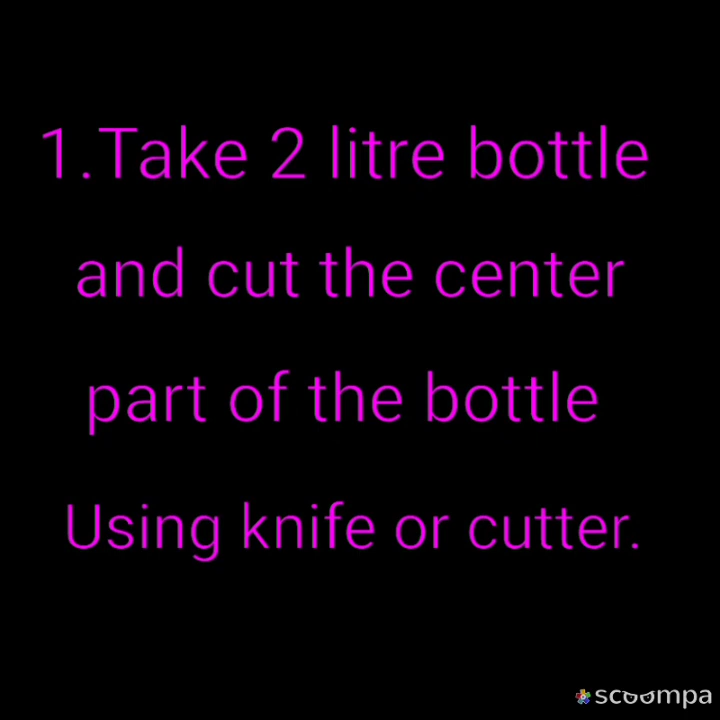 1.Take 2 litre bottle
and cut the center
part of the bottle
Using knife or cutter.
scoompa